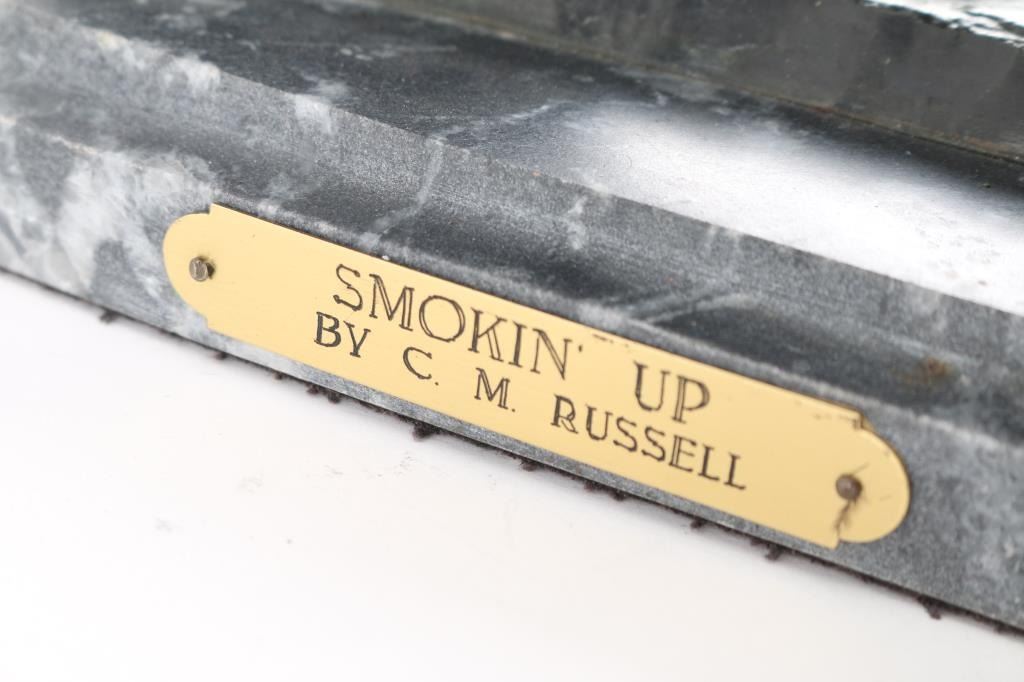 SMOKIN' UP
BY C. M. RUSSELL